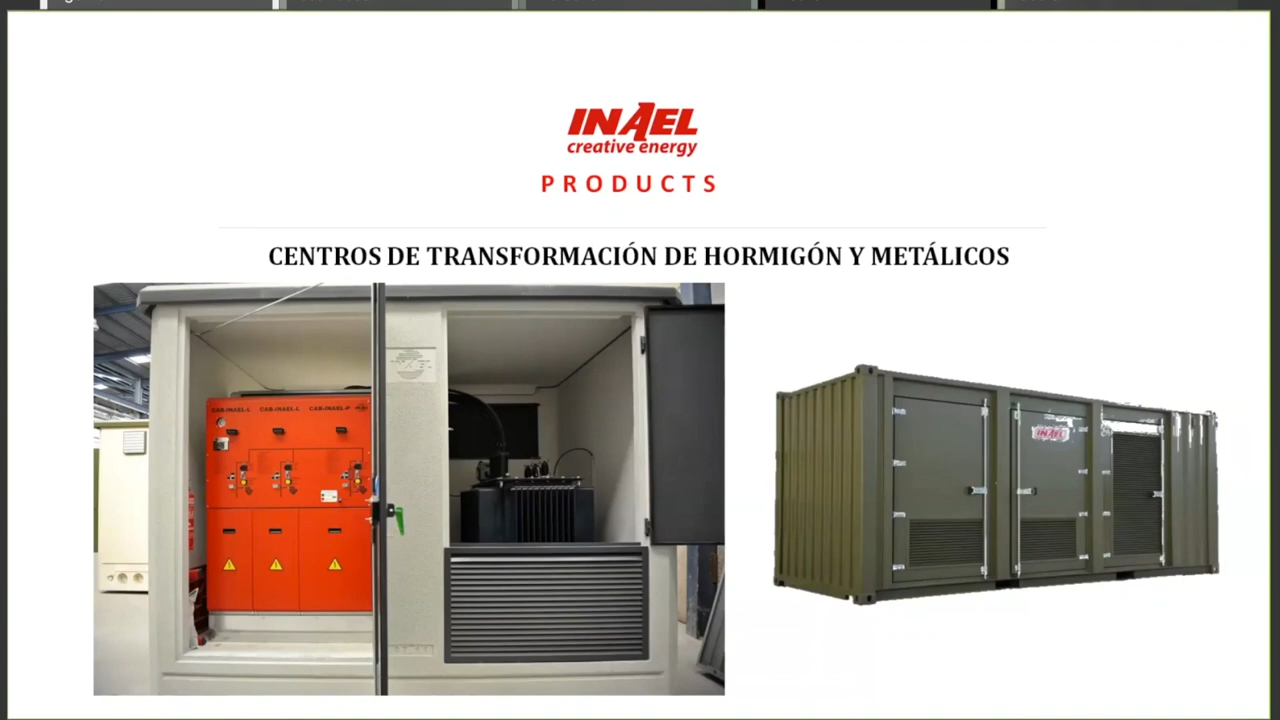 INAEL
creative energy
PRODUCTS
CENTROS DE TRANSFORMACIÓN DE HORMIGÓN Y METÁLICOS
CAB-INAEL-L CAB-INAEL-L CAB-INAEL-P
INAEL